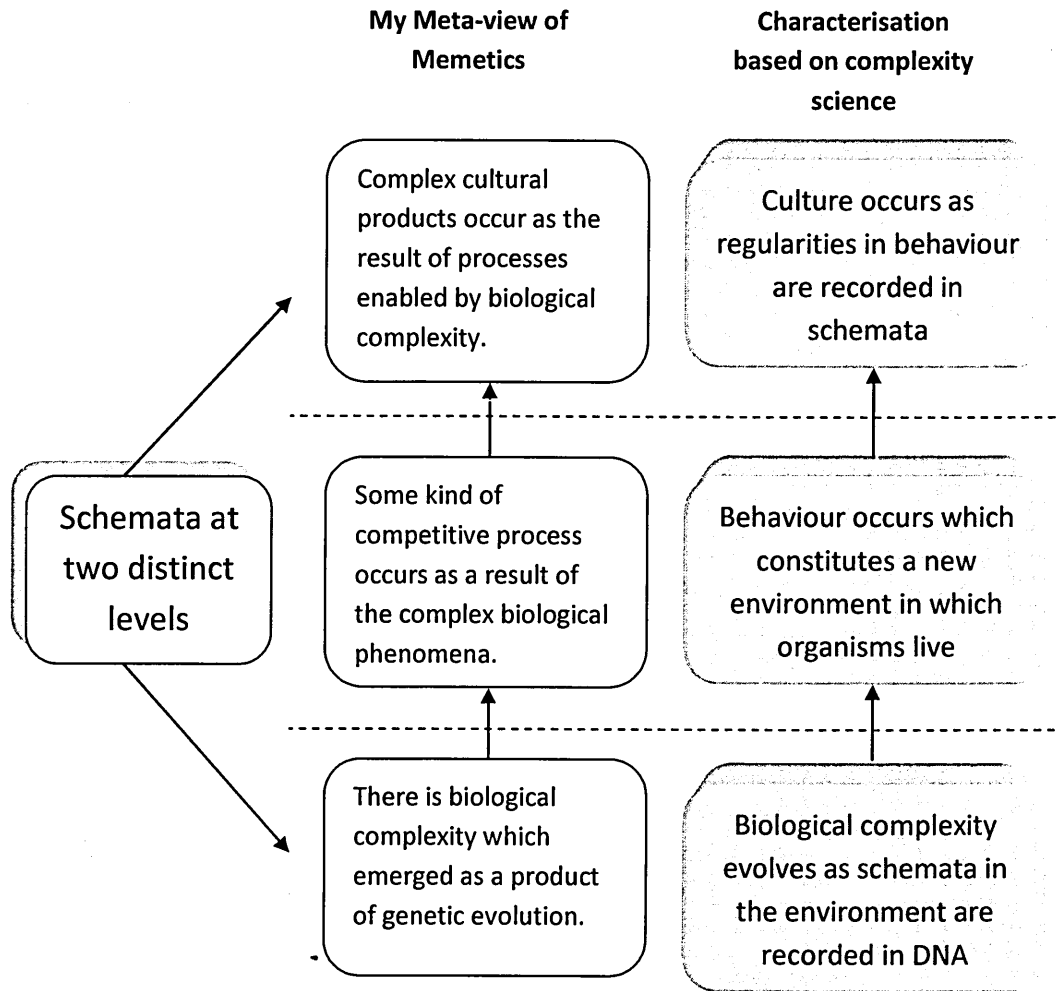 My Meta-view of
Memetics
Characterisation
based on complexity
science
Complex cultural
products occur as the
result of processes
enabled by biological
complexity.
Culture occurs as
regularities in behaviour
are recorded in
schemata
Schemata at
two distinct
levels
Some kind of
competitive process
occurs as a result of
the complex biological
phenomena.
Behaviour occurs which
constitutes a new
environment in which
organisms live
There is biological
complexity which
emerged as a product
of genetic evolution.
Biological complexity
evolves as schemata in
the environment are
recorded in DNA